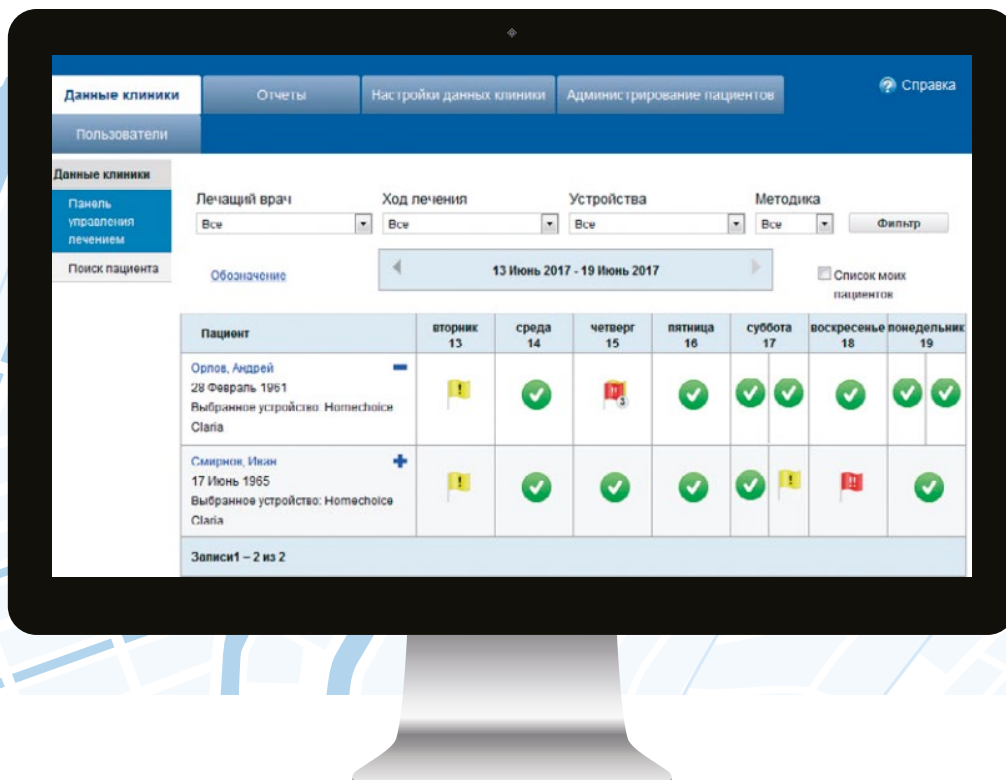 Данные клиники
Отчеты
Настройки данных клиники
Администрирование пациентов
Справка
Пользователи
Данные клиники
Панель
управления
лечением
Поиск пациента
Лечащий врач
Ход лечения
Устройства
Методика
Все
Все
Все
Все
Фильтр
Обозначение
13 Июнь 2017 - 19 Июнь 2017
Список моих
пациентов
Пациент
вторник
13
среда
14
четверг
15
пятница
16
суббота
17
воскресенье
18
понедельник
19
Орлов, Андрей
28 Февраль 1961
Выбранное устройство: Homechoice
Claria
!
!!
3
Смирнов, Иван
17 Июнь 1965
Выбранное устройство: Homechoice
Claria
!
!
!!
Записи1 – 2 из 2